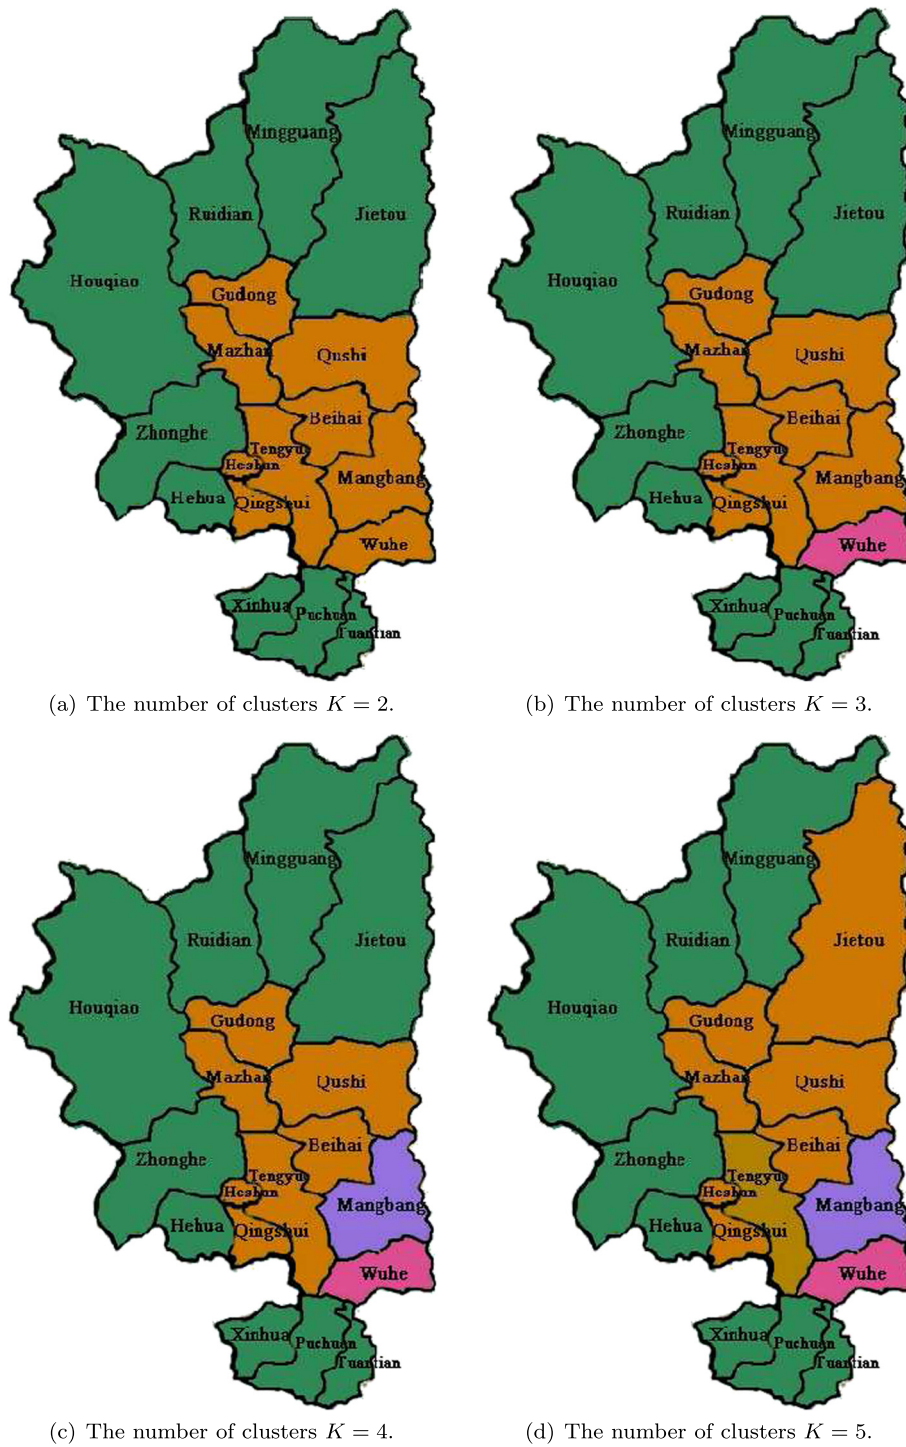 Mingguang
Ruidian
Jietou
Houqiao
Gudong
Mazhan
Qushi
Beihai
Zhonghe
Tengyue
Heshun
Mangbang
Hehua
Qingshui
Wuhe
Xinhua
Puchuan
Tuantian
(a) The number of clusters K = 2.
Mingguang
Ruidian
Jietou
Houqiao
Gudong
Mazhan
Qushi
Beihai
Zhonghe
Tengyue
Heshun
Mangbang
Hehua
Qingshui
Wuhe
Xinhua
Puchuan
Tuantian
(b) The number of clusters K = 3.
Mingguang
Ruidian
Jietou
Houqiao
Gudong
Mazhan
Qushi
Beihai
Zhonghe
Tengyue
Heshun
Mangbang
Hehua
Qingshui
Wuhe
Xinhua
Puchuan
Tuantian
(c) The number of clusters K = 4.
Mingguang
Ruidian
Jietou
Houqiao
Gudong
Mazhan
Qushi
Beihai
Zhonghe
Tengyue
Heshun
Mangbang
Hehua
Qingshui
Wuhe
Xinhua
Puchuan
Tuantian
(d) The number of clusters K = 5.